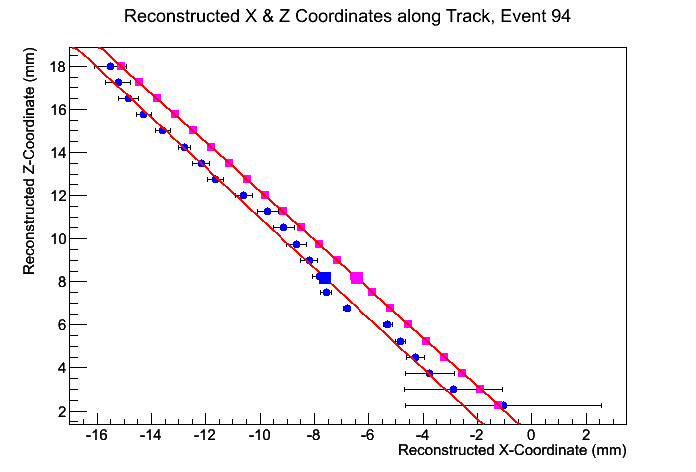 Reconstructed X & Z Coordinates along Track, Event 94
Reconstructed Z-Coordinate (mm)
18
16
14
12
10
8
6
4
2
-16 -14 -12 -10 -8 -6 -4 -2 0 2
Reconstructed X-Coordinate (mm)